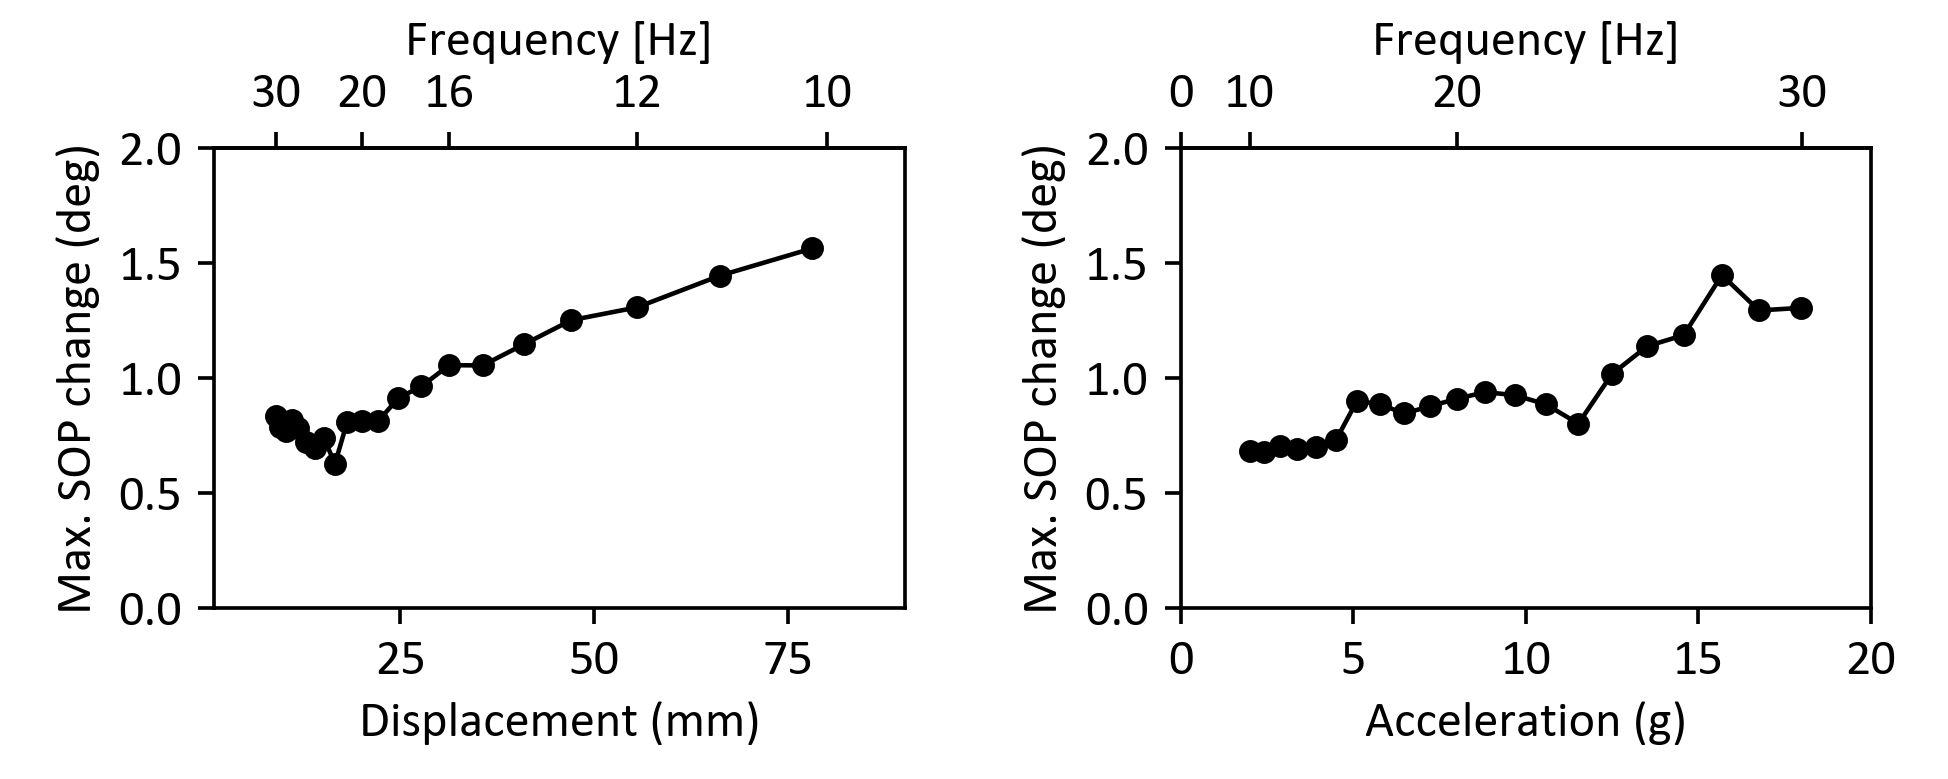 Frequency [Hz]
30 20 16 12 10
Max. SOP change (deg)
2.0
1.5
1.0
0.5
0.0
25 50 75
Displacement (mm)
Frequency [Hz]
0 10 20 30
Max. SOP change (deg)
2.0
1.5
1.0
0.5
0.0
0 5 10 15 20
Acceleration (g)